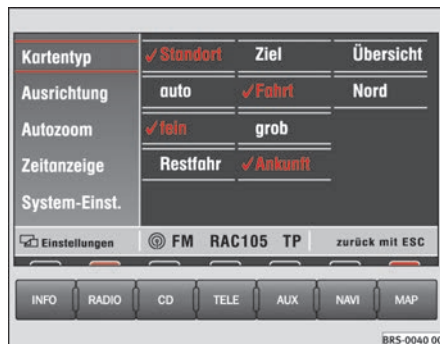 Kartentyp ✓Standort Ziel Übersicht
Ausrichtung auto ✓Fahrt Nord
Autozoom ✓fein grob
Zeitanzeige Restfahr ✓Ankunft
System-Einst.
Einstellungen FM RAC105 TP zurück mit ESC
INFO RADIO CD TELE AUX NAVI MAP
BRS-0040 00